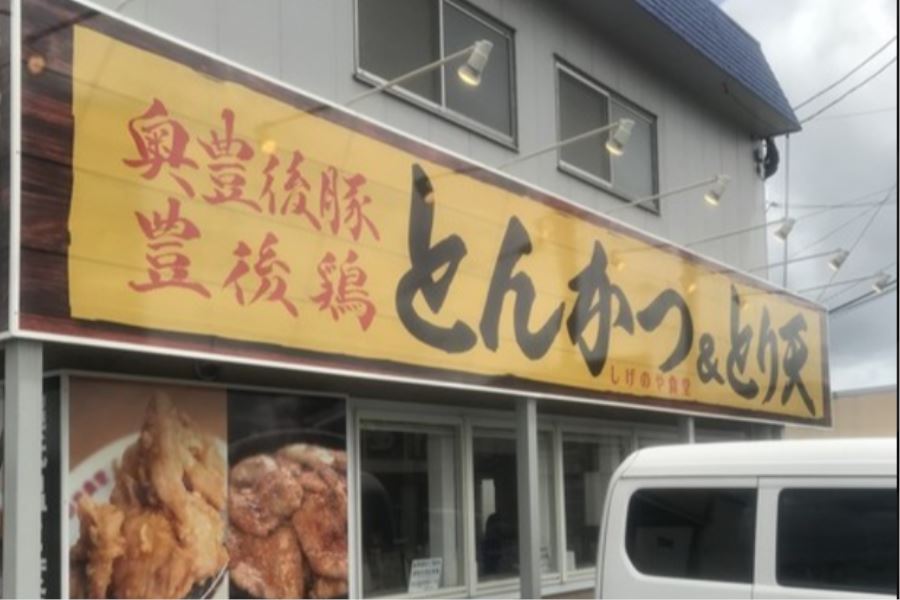 奥豊後豚
豊後鶏
とんかつ&とり天
しげのや食堂